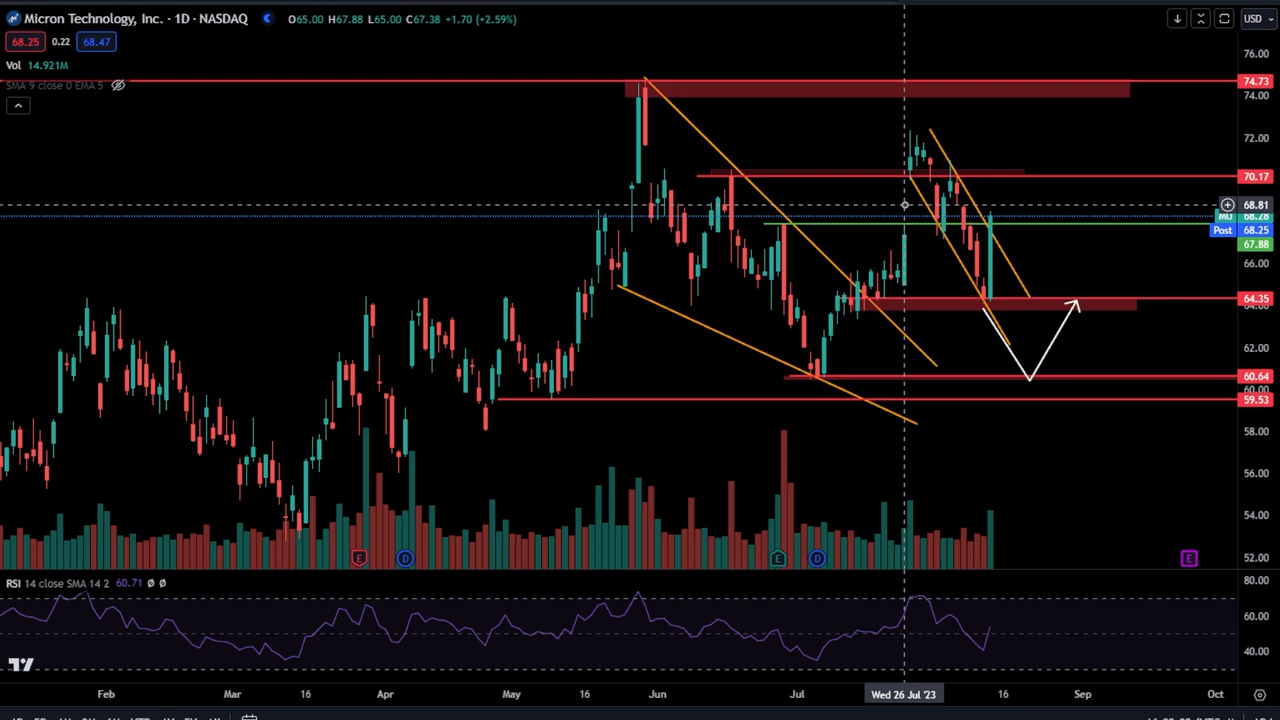 Micron Technology, Inc. · 1D · NASDAQ O65.00 H67.88 L65.00 C67.38 +1.70 (+2.59%)
USD
68.25 0.22 68.47
Vol 14.921M
SMA 9 close 0 EMA 5
76.00
74.73
74.00
72.00
70.17
68.81
MU 68.28
Post 68.25
67.88
66.00
64.35
64.00
62.00
60.64
60.00
59.53
58.00
56.00
54.00
52.00
E D E D E
RSI 14 close SMA 14 2 60.71 Ø Ø
80.00
60.00
40.00
Feb Mar 16 Apr May 16 Jun Jul Wed 26 Jul '23 16 Sep Oct